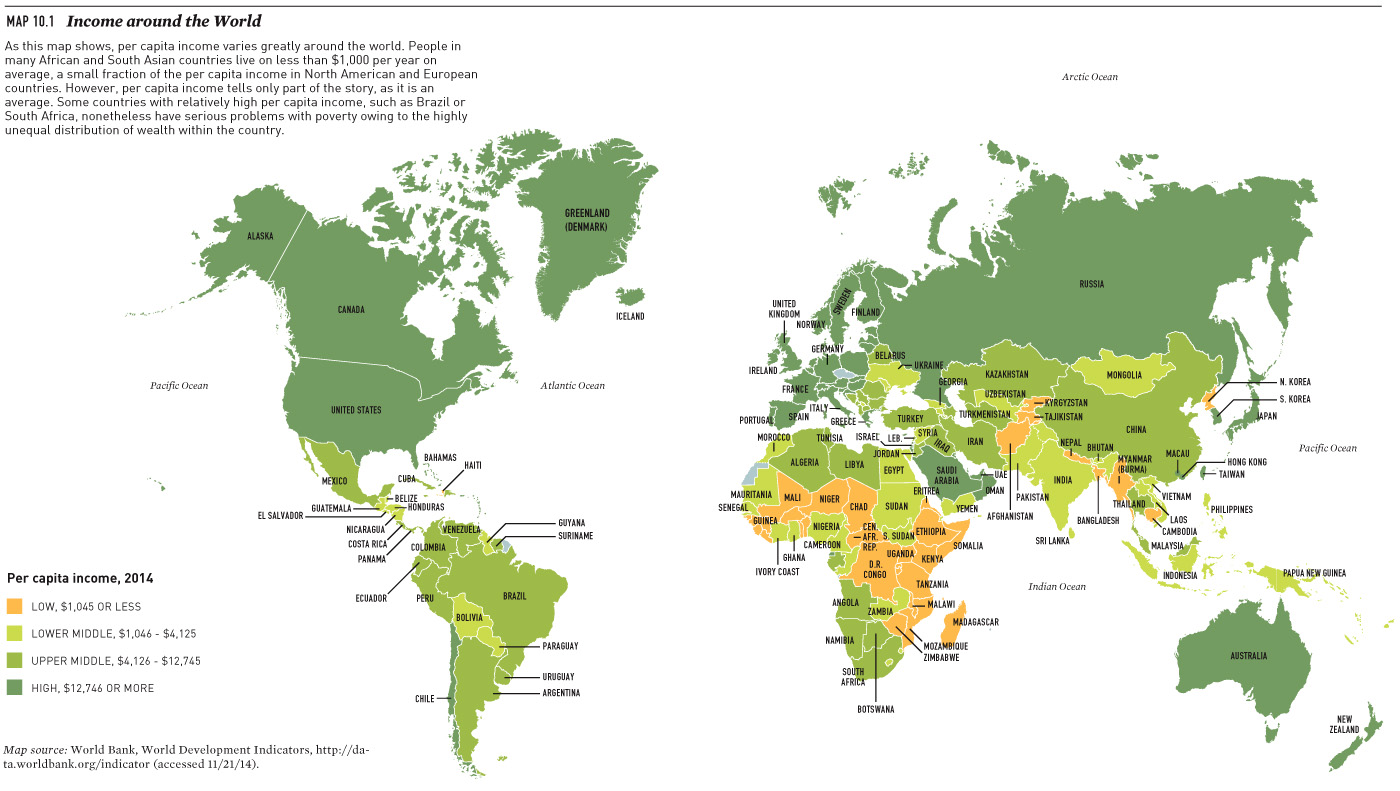 MAP 10.1 Income around the World
As this map shows, per capita income varies greatly around the world. People in
many African and South Asian countries live on less than $1,000 per year on
average, a small fraction of the per capita income in North American and European
countries. However, per capita income tells only part of the story, as it is an
average. Some countries with relatively high per capita income, such as Brazil or
South Africa, nonetheless have serious problems with poverty owing to the highly
unequal distribution of wealth within the country.
Arctic Ocean
GREENLAND
(DENMARK)
ALASKA
CANADA
ICELAND
Pacific Ocean
Atlantic Ocean
UNITED STATES
BAHAMAS
HAITI
CUBA
MEXICO
BELIZE
GUATEMALA
HONDURAS
EL SALVADOR
NICARAGUA
COSTA RICA
PANAMA
VENEZUELA
GUYANA
SURINAME
COLOMBIA
ECUADOR
PERU
BRAZIL
BOLIVIA
PARAGUAY
URUGUAY
ARGENTINA
CHILE
RUSSIA
UNITED
KINGDOM
NORWAY
SWEDEN
FINLAND
GERMANY
IRELAND
BELARUS
UKRAINE
FRANCE
GEORGIA
KAZAKHSTAN
MONGOLIA
UZBEKISTAN
KYRGYZSTAN
N. KOREA
S. KOREA
ITALY
PORTUGAL
SPAIN
GREECE
TURKEY
TURKMENISTAN
TAJIKISTAN
JAPAN
CHINA
MOROCCO
TUNISIA
ISRAEL
LEB.
SYRIA
IRAQ
IRAN
NEPAL
BHUTAN
Pacific Ocean
JORDAN
ALGERIA
LIBYA
EGYPT
SAUDI
ARABIA
UAE
OMAN
PAKISTAN
AFGHANISTAN
INDIA
MYANMAR
(BURMA)
MACAU
HONG KONG
TAIWAN
MAURITANIA
MALI
NIGER
CHAD
SUDAN
ERITREA
YEMEN
BANGLADESH
THAILAND
VIETNAM
LAOS
CAMBODIA
PHILIPPINES
SENEGAL
GUINEA
NIGERIA
CEN.
AFR.
REP.
S. SUDAN
ETHIOPIA
SOMALIA
SRI LANKA
MALAYSIA
CAMEROON
GHANA
IVORY COAST
UGANDA
KENYA
D.R.
CONGO
TANZANIA
Indian Ocean
INDONESIA
PAPUA NEW GUINEA
ANGOLA
ZAMBIA
MALAWI
MADAGASCAR
NAMIBIA
MOZAMBIQUE
ZIMBABWE
SOUTH
AFRICA
BOTSWANA
AUSTRALIA
NEW
ZEALAND
Per capita income, 2014
LOW, $1,045 OR LESS
LOWER MIDDLE, $1,046 - $4,125
UPPER MIDDLE, $4,126 - $12,745
HIGH, $12,746 OR MORE
Map source: World Bank, World Development Indicators, http://da-
ta.worldbank.org/indicator (accessed 11/21/14).